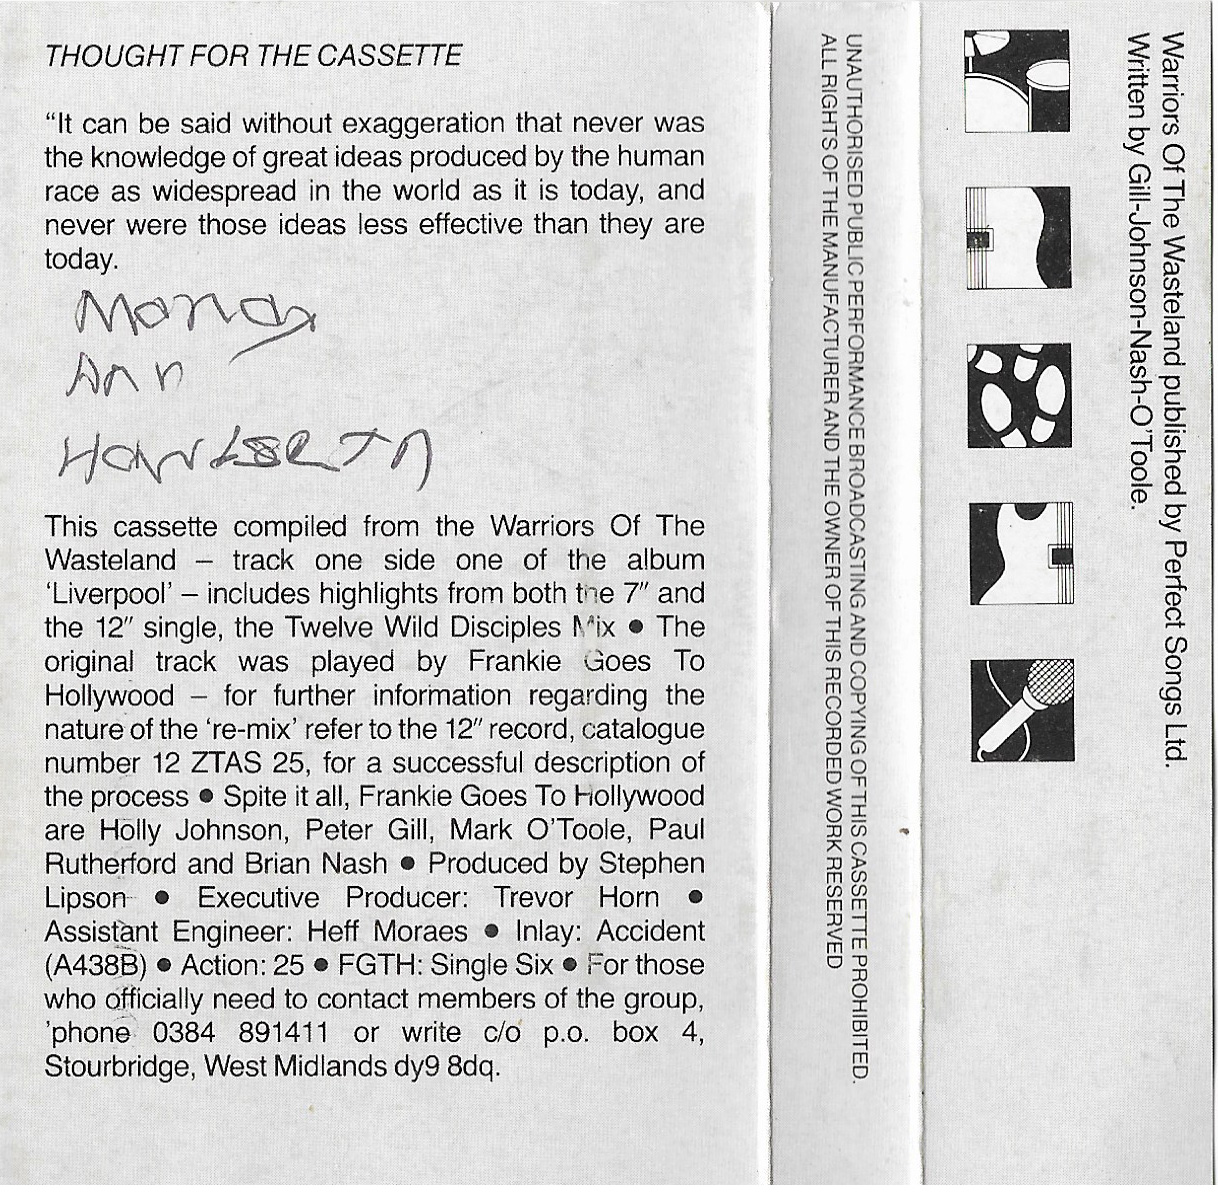 THOUGHT FOR THE CASSETTE
“It can be said without exaggeration that never was
the knowledge of great ideas produced by the human
race as widespread in the world as it is today, and
never were those ideas less effective than they are
today.
Mandy
Ann
This cassette compiled from the Warriors Of The
Wasteland – track one side one of the album
‘Liverpool’ – includes highlights from both the 7″ and
the 12″ single, the Twelve Wild Disciples Mix ● The
original track was played by Frankie Goes To
Hollywood – for further information regarding the
nature of the ‘re-mix’ refer to the 12″ record, catalogue
number 12 ZTAS 25, for a successful description of
the process ● Spite it all, Frankie Goes To Hollywood
are Holly Johnson, Peter Gill, Mark O’Toole, Paul
Rutherford and Brian Nash ● Produced by Stephen
Lipson ● Executive Producer: Trevor Horn ●
Assistant Engineer: Heff Moraes ● Inlay: Accident
(A438B) ● Action: 25 ● FGTH: Single Six ● For those
who officially need to contact members of the group,
’phone 0384 891411 or write c/o p.o. box 4,
Stourbridge, West Midlands dy9 8dq.
UNAUTHORISED PUBLIC PERFORMANCE BROADCASTING AND COPYING OF THIS CASSETTE PROHIBITED.
ALL RIGHTS OF THE MANUFACTURER AND THE OWNER OF THIS RECORDED WORK RESERVED
Warriors Of The Wasteland published by Perfect Songs Ltd.
Written by Gill-Johnson-Nash-O’Toole.